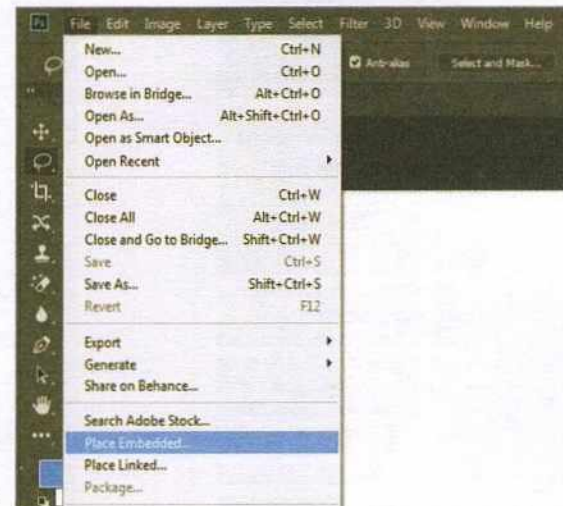 Ps File Edit Image Layer Type Select Filter 3D View Window Help
Anti-alias Select and Mask...
New... Ctrl+N
Open... Ctrl+O
Browse in Bridge... Alt+Ctrl+O
Open As... Alt+Shift+Ctrl+O
Open as Smart Object...
Open Recent
Close Ctrl+W
Close All Alt+Ctrl+W
Close and Go to Bridge... Shift+Ctrl+W
Save Ctrl+S
Save As... Shift+Ctrl+S
Revert F12
Export
Generate
Share on Behance...
Search Adobe Stock...
Place Embedded...
Place Linked...
Package...